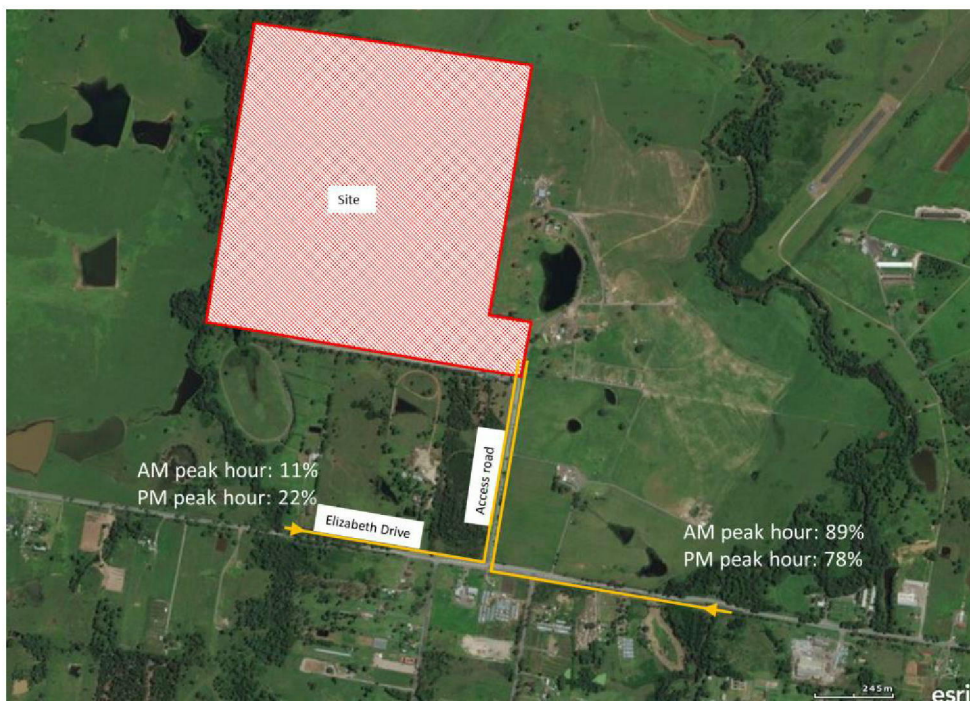 Site
AM peak hour: 11%
PM peak hour: 22%
Elizabeth Drive
Access road
AM peak hour: 89%
PM peak hour: 78%
245m
esri